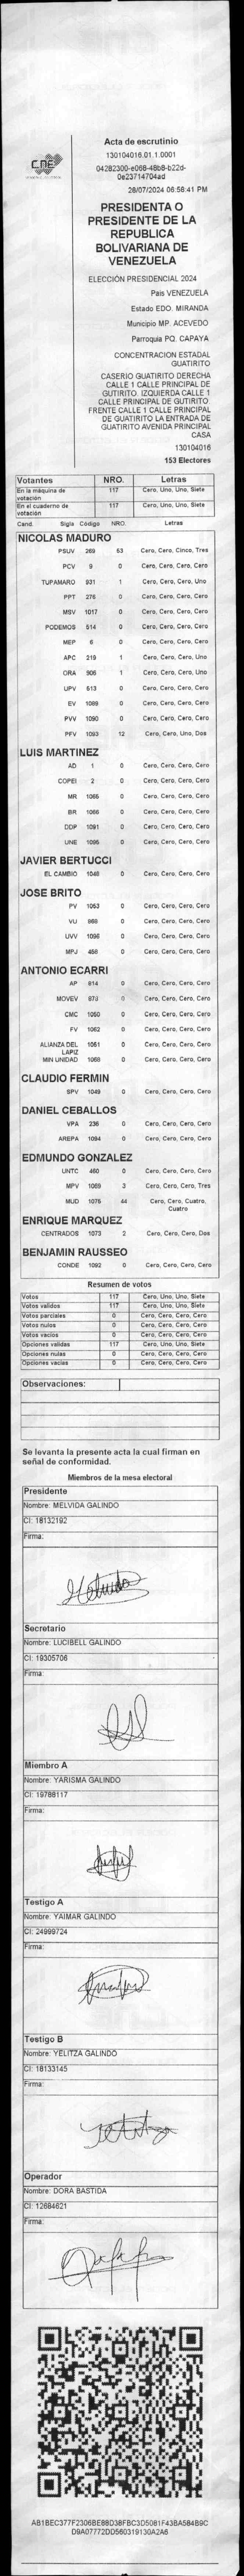 CNE
Acta de escrutinio
130104016.01.1.0001
04282300-e068-48b8-b22d-
0e23714704ad
28/07/2024 06:56:41 PM
PRESIDENTA O
PRESIDENTE DE LA
REPUBLICA
BOLIVARIANA DE
VENEZUELA
ELECCIÓN PRESIDENCIAL 2024
Pais VENEZUELA
Estado EDO. MIRANDA
Municipio MP. ACEVEDO
Parroquia PQ. CAPAYA
CONCENTRACION ESTADAL
GUATIRITO
CASERIO GUATIRITO DERECHA
CALLE 1 CALLE PRINCIPAL DE
GUTIRITO. IZQUIERDA CALLE 1
CALLE PRINCIPAL DE GUTIRITO.
FRENTE CALLE 1 CALLE PRINCIPAL
DE GUATIRITO LA ENTRADA DE
GUATIRITO AVENIDA PRINCIPAL
CASA
130104016
153 Electores
Votantes NRO. Letras
En la máquina de votación 117 Cero, Uno, Uno, Siete
En el cuaderno de votación 117 Cero, Uno, Uno, Siete
Cand. Sigla Código NRO. Letras
NICOLAS MADURO
PSUV 269 53 Cero, Cero, Cinco, Tres
PCV 9 0 Cero, Cero, Cero, Cero
TUPAMARO 931 1 Cero, Cero, Cero, Uno
PPT 275 0 Cero, Cero, Cero, Cero
MSV 1017 0 Cero, Cero, Cero, Cero
PODEMOS 514 0 Cero, Cero, Cero, Cero
MEP 6 0 Cero, Cero, Cero, Cero
APC 219 1 Cero, Cero, Cero, Uno
ORA 906 1 Cero, Cero, Cero, Uno
UPV 513 0 Cero, Cero, Cero, Cero
EV 1089 0 Cero, Cero, Cero, Cero
PVV 1090 0 Cero, Cero, Cero, Cero
PFV 1093 12 Cero, Cero, Uno, Dos
LUIS MARTINEZ
AD 1 0 Cero, Cero, Cero, Cero
COPEI 2 0 Cero, Cero, Cero, Cero
MR 1065 0 Cero, Cero, Cero, Cero
BR 1066 0 Cero, Cero, Cero, Cero
DDP 1091 0 Cero, Cero, Cero, Cero
UNE 1095 0 Cero, Cero, Cero, Cero
JAVIER BERTUCCI
EL CAMBIO 1048 0 Cero, Cero, Cero, Cero
JOSE BRITO
PV 1053 0 Cero, Cero, Cero, Cero
VU 868 0 Cero, Cero, Cero, Cero
UVV 1096 0 Cero, Cero, Cero, Cero
MPJ 458 0 Cero, Cero, Cero, Cero
ANTONIO ECARRI
AP 814 0 Cero, Cero, Cero, Cero
MOVEV 873 0 Cero, Cero, Cero, Cero
CMC 1050 0 Cero, Cero, Cero, Cero
FV 1062 0 Cero, Cero, Cero, Cero
ALIANZA DEL LAPIZ 1051 0 Cero, Cero, Cero, Cero
MIN UNIDAD 1068 0 Cero, Cero, Cero, Cero
CLAUDIO FERMIN
SPV 1049 0 Cero, Cero, Cero, Cero
DANIEL CEBALLOS
VPA 236 0 Cero, Cero, Cero, Cero
AREPA 1094 0 Cero, Cero, Cero, Cero
EDMUNDO GONZALEZ
UNTC 460 0 Cero, Cero, Cero, Cero
MPV 1069 3 Cero, Cero, Cero, Tres
MUD 1075 44 Cero, Cero, Cuatro,
Cuatro
ENRIQUE MARQUEZ
CENTRADOS 1073 2 Cero, Cero, Cero, Dos
BENJAMIN RAUSSEO
CONDE 1092 0 Cero, Cero, Cero, Cero
Resumen de votos
Votos 117 Cero, Uno, Uno, Siete
Votos validos 117 Cero, Uno, Uno, Siete
Votos parciales 0 Cero, Cero, Cero, Cero
Votos nulos 0 Cero, Cero, Cero, Cero
Votos vacios 0 Cero, Cero, Cero, Cero
Opciones validas 117 Cero, Uno, Uno, Siete
Opciones nulas 0 Cero, Cero, Cero, Cero
Opciones vacias 0 Cero, Cero, Cero, Cero
Observaciones:
Se levanta la presente acta la cual firman en
señal de conformidad.
Miembros de la mesa electoral
Presidente
Nombre: MELVIDA GALINDO
CI: 18132192
Firma:
Secretario
Nombre: LUCIBELL GALINDO
CI: 19305706
Firma:
Miembro A
Nombre: YARISMA GALINDO
CI: 19788117
Firma:
Testigo A
Nombre: YAIMAR GALINDO
CI: 24999724
Firma:
Testigo B
Nombre: YELITZA GALINDO
CI: 18133145
Firma:
Operador
Nombre: DORA BASTIDA
CI: 12684621
Firma:
AB1BEC377F2306BE88D38FBC3D5081F43BA584B9C
D9A07772DD560319130A2A6